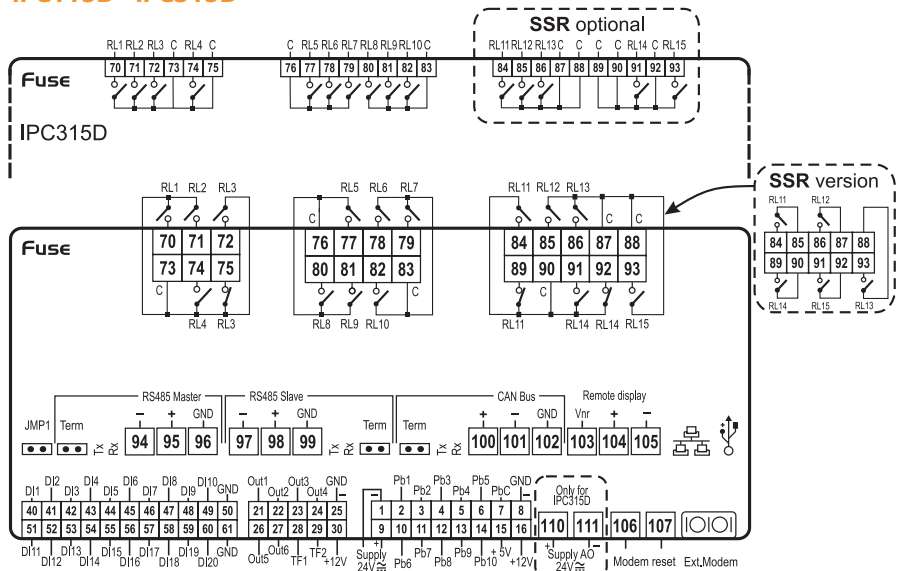 SSR optional
RL1 RL2 RL3 C RL4 C C RL5 RL6 RL7 RL8 RL9 RL10 C RL11 RL12 RL13 C C C C RL14 C RL15
70 71 72 73 74 75 76 77 78 79 80 81 82 83 84 85 86 87 88 89 90 91 92 93
Fuse
IPC315D
RL1 RL2 RL3 RL5 RL6 RL7 RL11 RL12 RL13
C C C
SSR version
RL11 RL12
84 85 86 87 88
89 90 91 92 93
RL14 RL15 RL13
Fuse
70 71 72 76 77 78 79 84 85 86 87 88
73 74 75 80 81 82 83 89 90 91 92 93
C C C
RL4 RL3 RL8 RL9 RL10 RL11 RL14 RL14 RL15
RS485 Master RS485 Slave CAN Bus Remote display
JMP1 Term − + GND − + GND Term Term + − GND Vnr + −
Tx Rx 94 95 96 97 98 99 Tx Rx Tx Rx 100 101 102 103 104 105
DI1 DI2 DI3 DI4 DI5 DI6 DI7 DI8 DI9 DI10 GND Out1 Out2 Out3 Out4 GND − − Pb1 Pb2 Pb3 Pb4 Pb5 PbC GND − Only for
IPC315D
40 41 42 43 44 45 46 47 48 49 50 21 22 23 24 25 1 2 3 4 5 6 7 8
51 52 53 54 55 56 57 58 59 60 61 26 27 28 29 30 9 10 11 12 13 14 15 16 110 111 106 107
DI11 DI12 DI13 DI14 DI15 DI16 DI17 DI18 DI19 DI20 GND Out5 Out6 TF1 TF2 +12V + Supply 24V Pb6 Pb7 Pb8 Pb9 Pb10 + 5V +12V + Supply AO − 24V Modem reset Ext.Modem